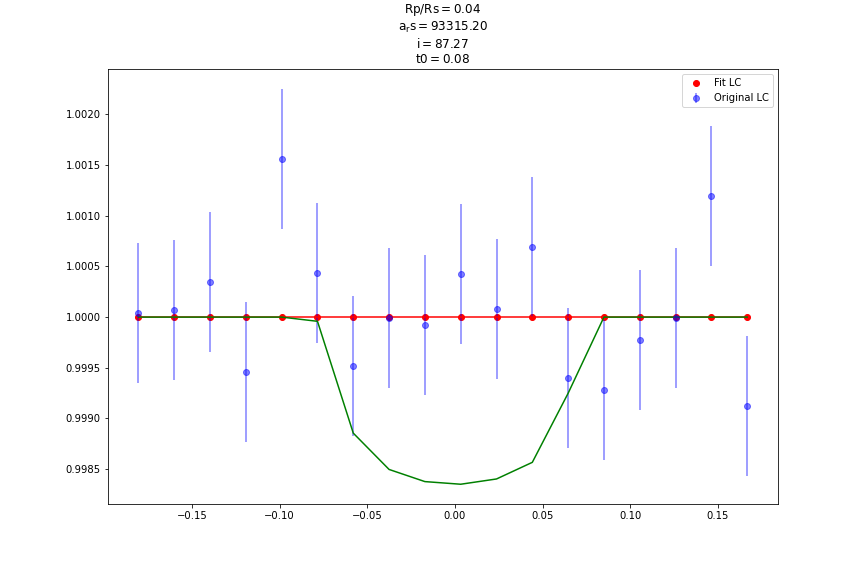 Rp/Rs = 0.04
aᵣs = 93315.20
i = 87.27
t0 = 0.08
Fit LC
Original LC
1.0020
1.0015
1.0010
1.0005
1.0000
0.9995
0.9990
0.9985
−0.15 −0.10 −0.05 0.00 0.05 0.10 0.15